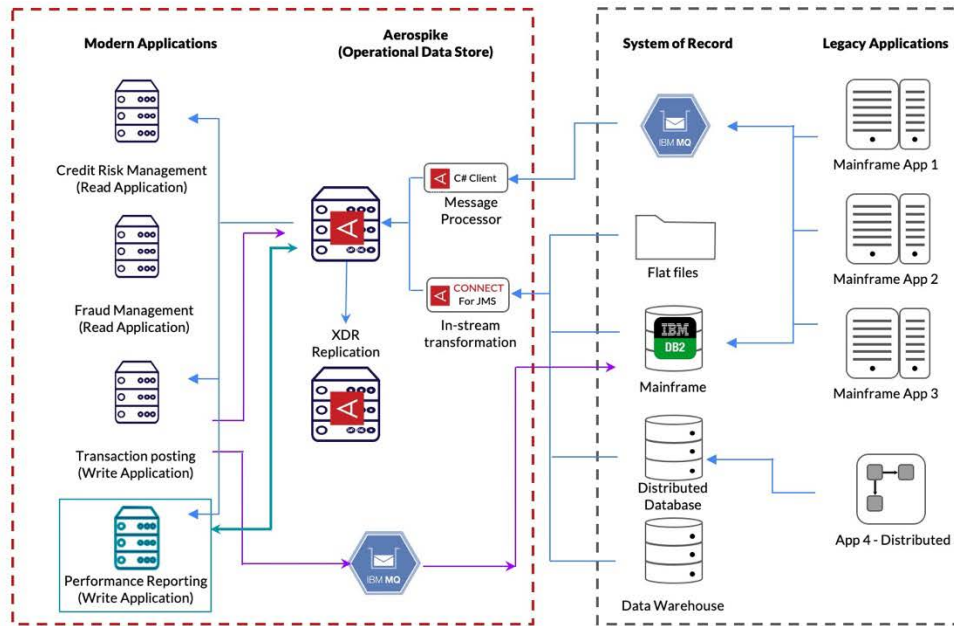 Modern Applications
Aerospike
(Operational Data Store)
System of Record
Legacy Applications
Credit Risk Management
(Read Application)
Fraud Management
(Read Application)
Transaction posting
(Write Application)
Performance Reporting
(Write Application)
A
XDR
Replication
A
A C# Client
Message
Processor
A CONNECT
For JMS
In-stream
transformation
IBM MQ
IBM MQ
Flat files
IBM
DB2
Mainframe
Distributed
Database
Data Warehouse
Mainframe App 1
Mainframe App 2
Mainframe App 3
App 4 - Distributed